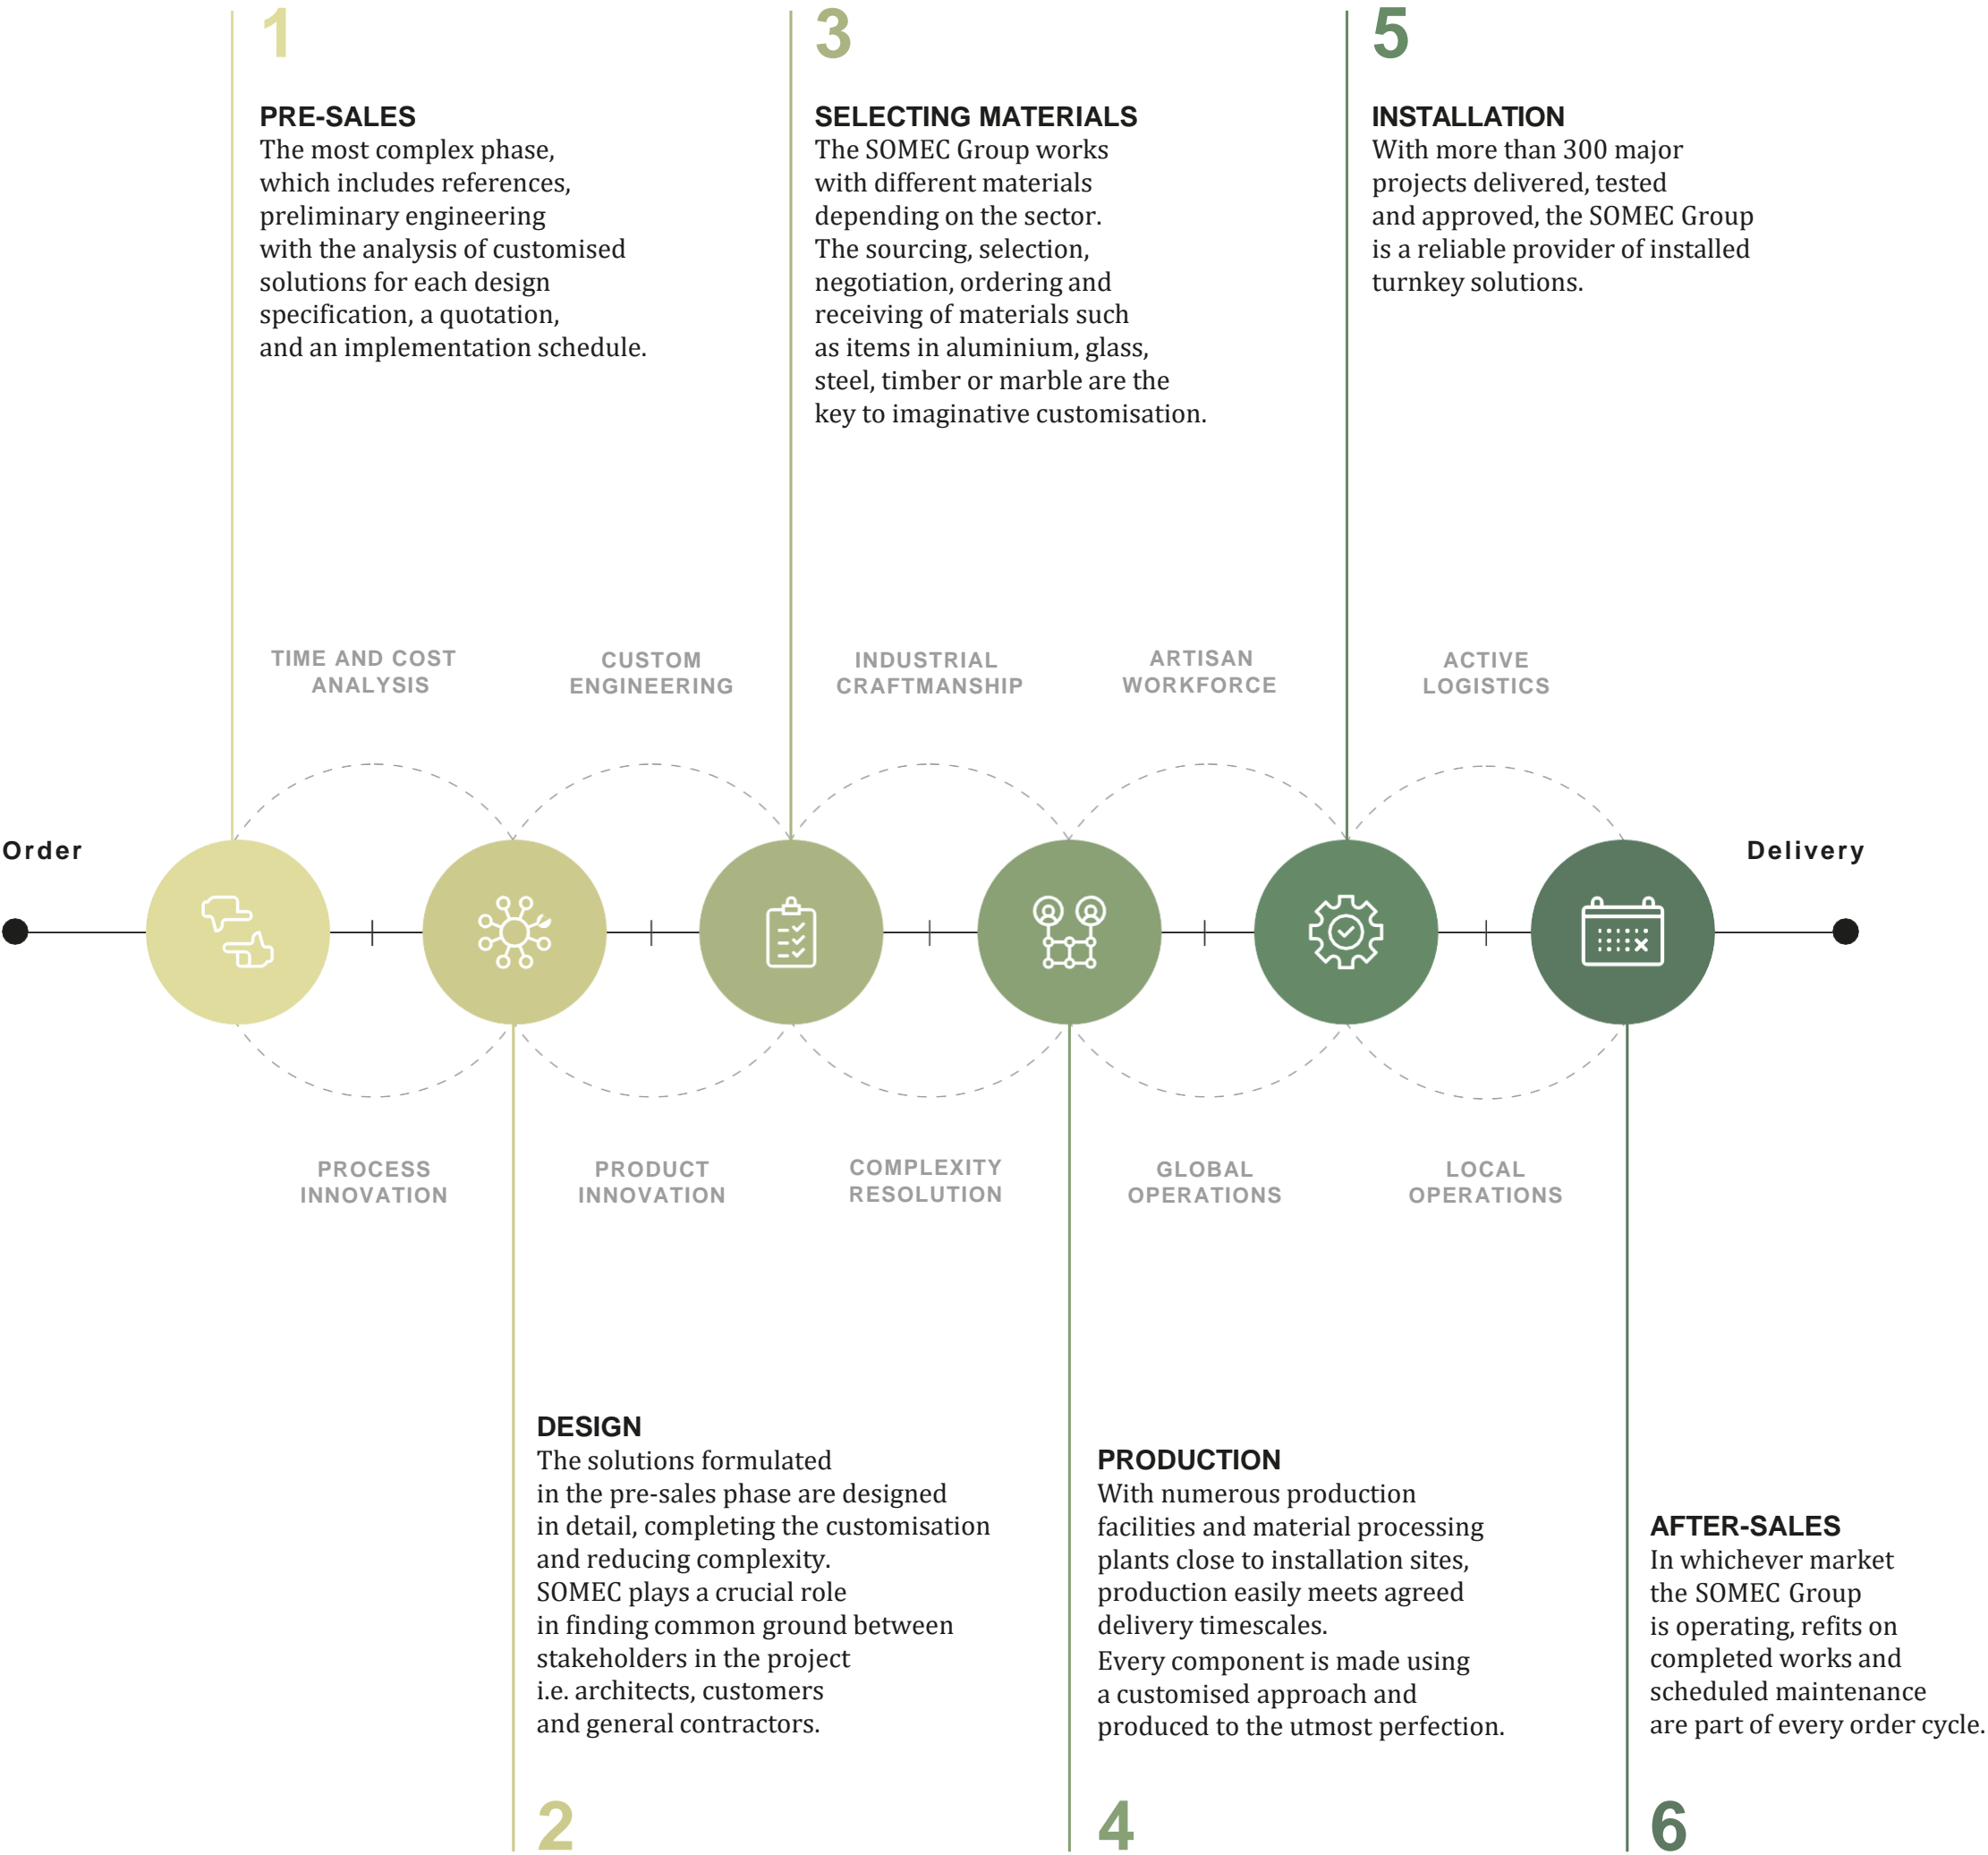 1
PRE-SALES
The most complex phase,
which includes references,
preliminary engineering
with the analysis of customised
solutions for each design
specification, a quotation,
and an implementation schedule.
3
SELECTING MATERIALS
The SOMEC Group works
with different materials
depending on the sector.
The sourcing, selection,
negotiation, ordering and
receiving of materials such
as items in aluminium, glass,
steel, timber or marble are the
key to imaginative customisation.
5
INSTALLATION
With more than 300 major
projects delivered, tested
and approved, the SOMEC Group
is a reliable provider of installed
turnkey solutions.
TIME AND COST
ANALYSIS
CUSTOM
ENGINEERING
INDUSTRIAL
CRAFTMANSHIP
ARTISAN
WORKFORCE
ACTIVE
LOGISTICS
Order
Delivery
PROCESS
INNOVATION
PRODUCT
INNOVATION
COMPLEXITY
RESOLUTION
GLOBAL
OPERATIONS
LOCAL
OPERATIONS
DESIGN
The solutions formulated
in the pre-sales phase are designed
in detail, completing the customisation
and reducing complexity.
SOMEC plays a crucial role
in finding common ground between
stakeholders in the project
i.e. architects, customers
and general contractors.
2
PRODUCTION
With numerous production
facilities and material processing
plants close to installation sites,
production easily meets agreed
delivery timescales.
Every component is made using
a customised approach and
produced to the utmost perfection.
4
AFTER-SALES
In whichever market
the SOMEC Group
is operating, refits on
completed works and
scheduled maintenance
are part of every order cycle.
6